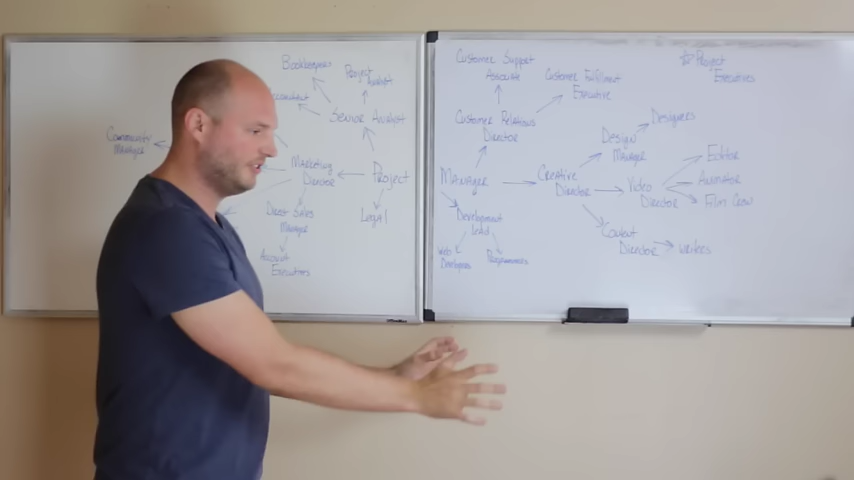 Bookkeepers
Project
Analyst
Accountant
Senior Analyst
Community
Manager
Marketing
Director
Project
Direct Sales
Manager
Legal
Account
Executives
Customer Support
Associate
Customer Fulfillment
Executive
Project
Executives
Customer Relations
Director
Designers
Design
Manager
Manager
Creative
Director
Video
Director
Editor
Animator
Film Crew
Development
Lead
Content
Director
Writers
Web
Developers
Programmers